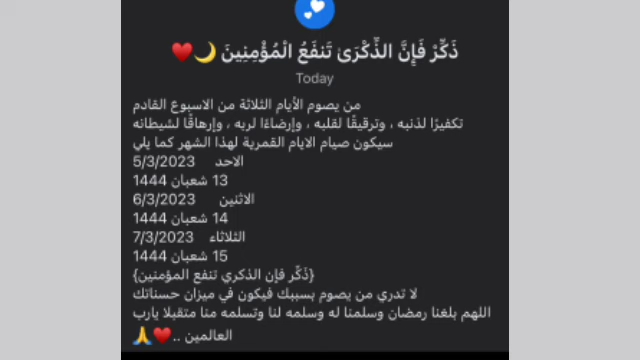 ذَكِّرْ فَإِنَّ الذِّكْرَىٰ تَنفَعُ الْمُؤْمِنِينَ 🌙♥️
Today
من يصوم الأيام الثلاثة من الاسبوع القادم
تكفيرًا لذنبه ، وترقيقًا لقلبه ، وإرضاءًا لربه ، وإرهاقًا لشيطانه
سيكون صيام الايام القمرية لهذا الشهر كما يلي
الاحد 5/3/2023
13 شعبان 1444
الاثنين 6/3/2023
14 شعبان 1444
الثلاثاء 7/3/2023
15 شعبان 1444
{ذَكِّر فإن الذكري تنفع المؤمنين}
لا تدري من يصوم بسببك فيكون في ميزان حسناتك
اللهم بلغنا رمضان وسلمنا له وسلمه لنا وتسلمه منا متقبلا يارب
العالمين ..♥️🙏